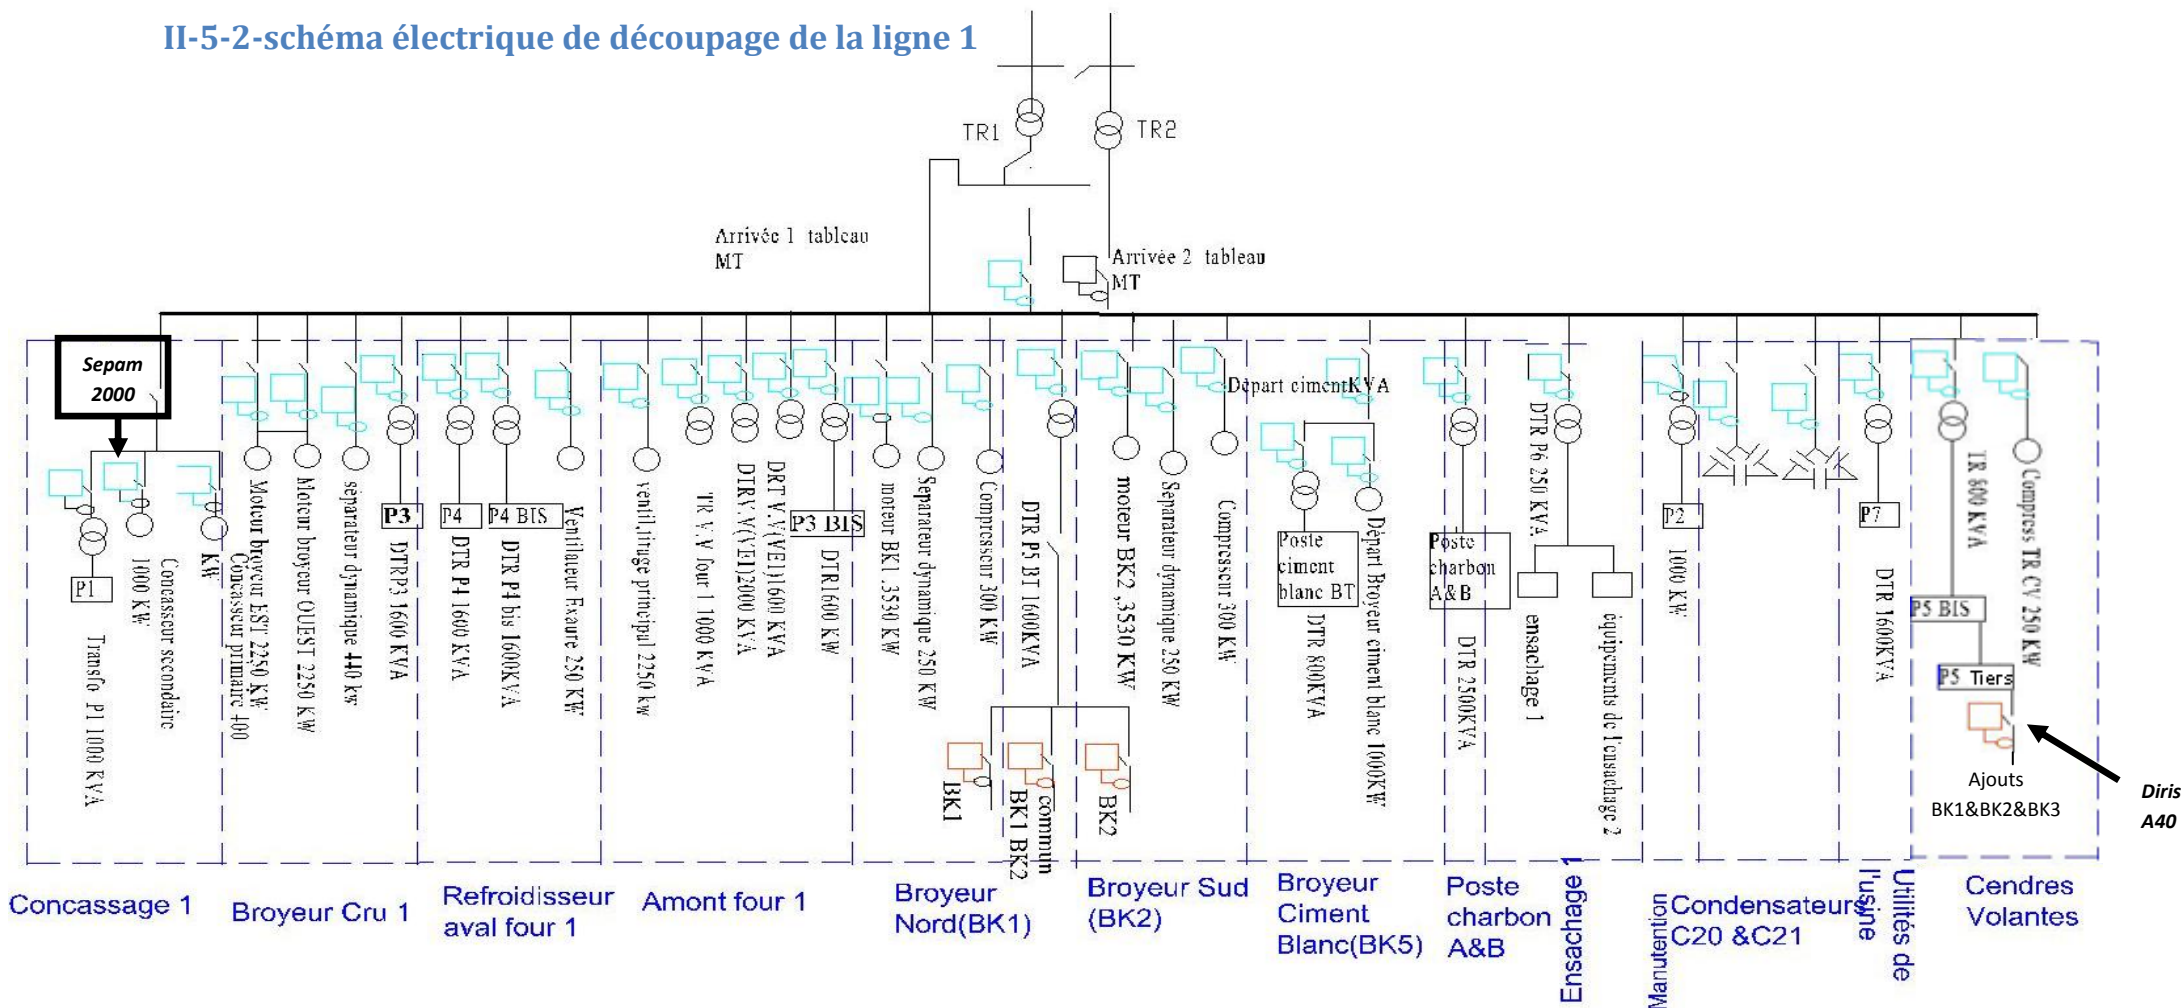 II-5-2-schéma électrique de découpage de la ligne 1
TR1
TR2
Arrivée 1 tableau
MT
Arrivée 2 tableau
MT
Sepam
2000
P1
Transfo P1 1000 KVA
Concasseur secondaire
1000 KW
Concasseur primaire 400
KW
Moteur broyeur EST 2250 KW
Moteur broyeur OUEST 2250 KW
séparateur dynamique 440 kw
P3
DTRP3 1600 KVA
P4
DTR P4 1600 KVA
P4 BIS
DTR P4 bis 1600KVA
Ventilateur Exaure 250 KW
ventil,tirage principal 2250 kw
TR V.V four 1 1000 KVA
DTRV.V(VE1)2000 KVA
DRT V.V(VE1)1600 KVA
P3 BIS
DTR1600 KW
moteur BK1 .3530 KW
Separateur dynamique 250 KW
Compresseur 300 KW
DTR P5 BT 1600KVA
BK1
commun
BK1 BK2
BK2
moteur BK2 ,3530 KW
Separateur dynamique 250 KW
Compresseur 300 KW
Départ cimentKVA
Poste
ciment
blanc BT
DTR 800KVA
Départ Broyeur ciment blanc 1000KW
Poste
charbon
A&B
DTR 2500KVA
DTR P6 250 KVA
ensachage 1
équipements de l'ensachage 2
P2
1000 KW
P7
DTR 1600KVA
TR 800 KVA
Compress TR CV 250 KW
P5 BIS
P5 Tiers
Ajouts
BK1&BK2&BK3
Diris
A40
Concassage 1
Broyeur Cru 1
Refroidisseur
aval four 1
Amont four 1
Broyeur
Nord(BK1)
Broyeur Sud
(BK2)
Broyeur
Ciment
Blanc(BK5)
Poste
charbon
A&B
Ensachage 1
Manutention
Condensateurs
C20 &C21
Utilités de
l'usine
Cendres
Volantes